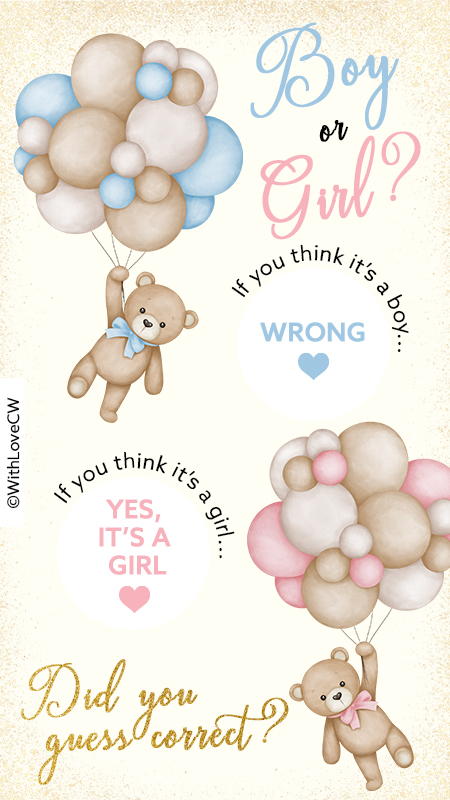 Boy
or
Girl?
If you think it's a boy...
WRONG
©WithLoveCW
If you think it's a girl...
YES,
IT'S A
GIRL
Did you
guess correct?